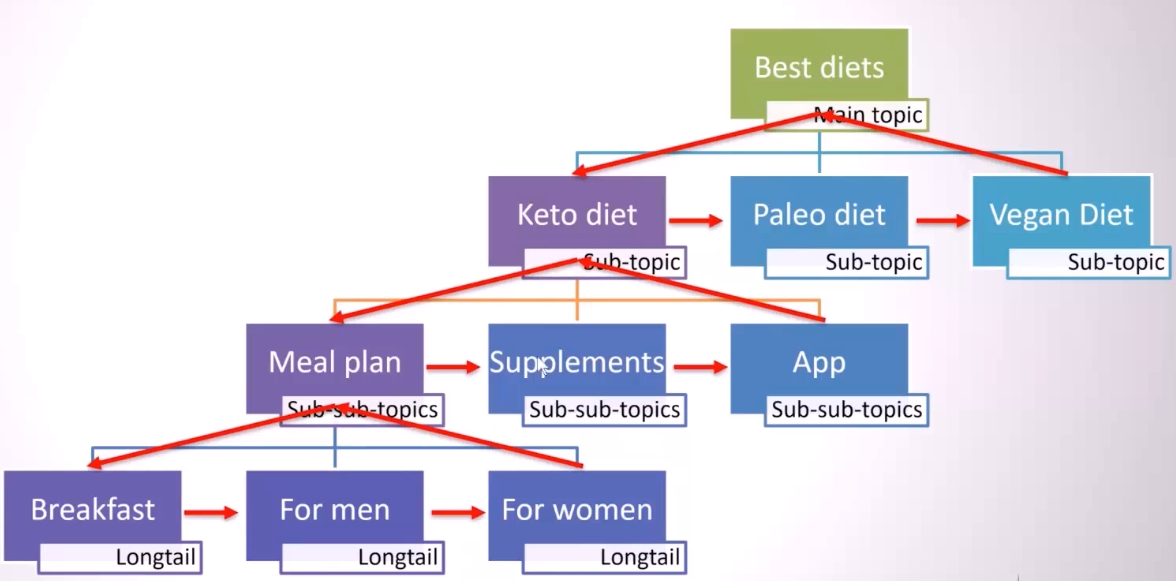 Best diets
Main topic
Keto diet
Sub-topic
Paleo diet
Sub-topic
Vegan Diet
Sub-topic
Meal plan
Sub-sub-topics
Supplements
Sub-sub-topics
App
Sub-sub-topics
Breakfast
Longtail
For men
Longtail
For women
Longtail